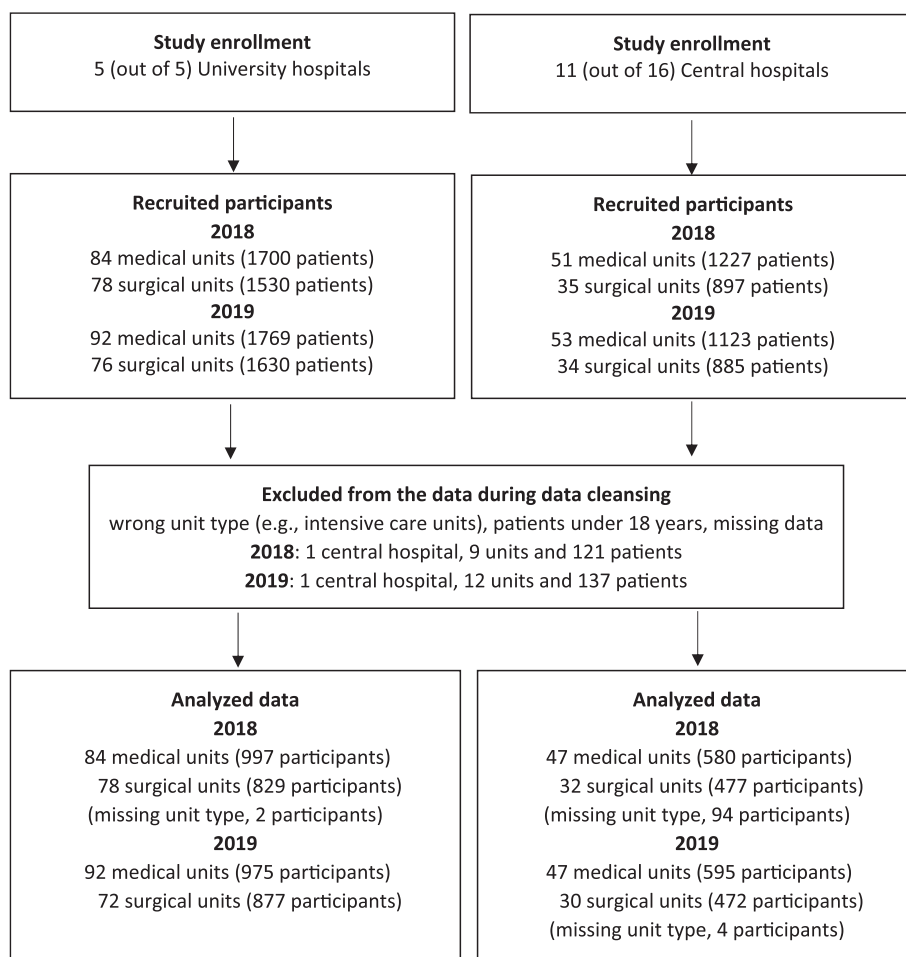 Study enrollment
5 (out of 5) University hospitals
Study enrollment
11 (out of 16) Central hospitals
Recruited participants
2018
84 medical units (1700 patients)
78 surgical units (1530 patients)
2019
92 medical units (1769 patients)
76 surgical units (1630 patients)
Recruited participants
2018
51 medical units (1227 patients)
35 surgical units (897 patients)
2019
53 medical units (1123 patients)
34 surgical units (885 patients)
Excluded from the data during data cleansing
wrong unit type (e.g., intensive care units), patients under 18 years, missing data
2018: 1 central hospital, 9 units and 121 patients
2019: 1 central hospital, 12 units and 137 patients
Analyzed data
2018
84 medical units (997 participants)
78 surgical units (829 participants)
(missing unit type, 2 participants)
2019
92 medical units (975 participants)
72 surgical units (877 participants)
Analyzed data
2018
47 medical units (580 participants)
32 surgical units (477 participants)
(missing unit type, 94 participants)
2019
47 medical units (595 participants)
30 surgical units (472 participants)
(missing unit type, 4 participants)